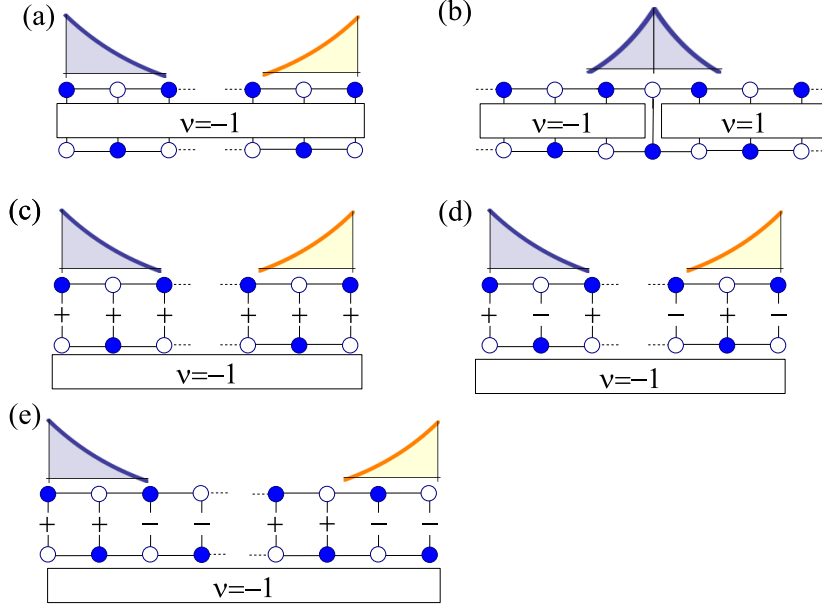 (a)
(b)
ν=−1
ν=−1
ν=1
(c)
(d)
+ + + + + +
+ − + − + −
ν=−1
ν=−1
(e)
+ + − − + + − −
ν=−1